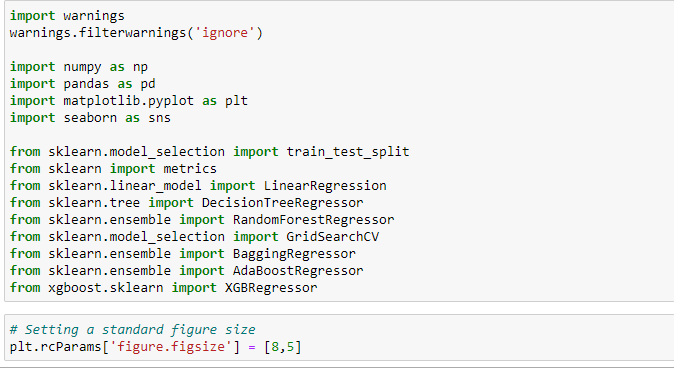 import warnings
warnings.filterwarnings('ignore')
import numpy as np
import pandas as pd
import matplotlib.pyplot as plt
import seaborn as sns
from sklearn.model_selection import train_test_split
from sklearn import metrics
from sklearn.linear_model import LinearRegression
from sklearn.tree import DecisionTreeRegressor
from sklearn.ensemble import RandomForestRegressor
from sklearn.model_selection import GridSearchCV
from sklearn.ensemble import BaggingRegressor
from sklearn.ensemble import AdaBoostRegressor
from xgboost.sklearn import XGBRegressor
# Setting a standard figure size
plt.rcParams['figure.figsize'] = [8,5]